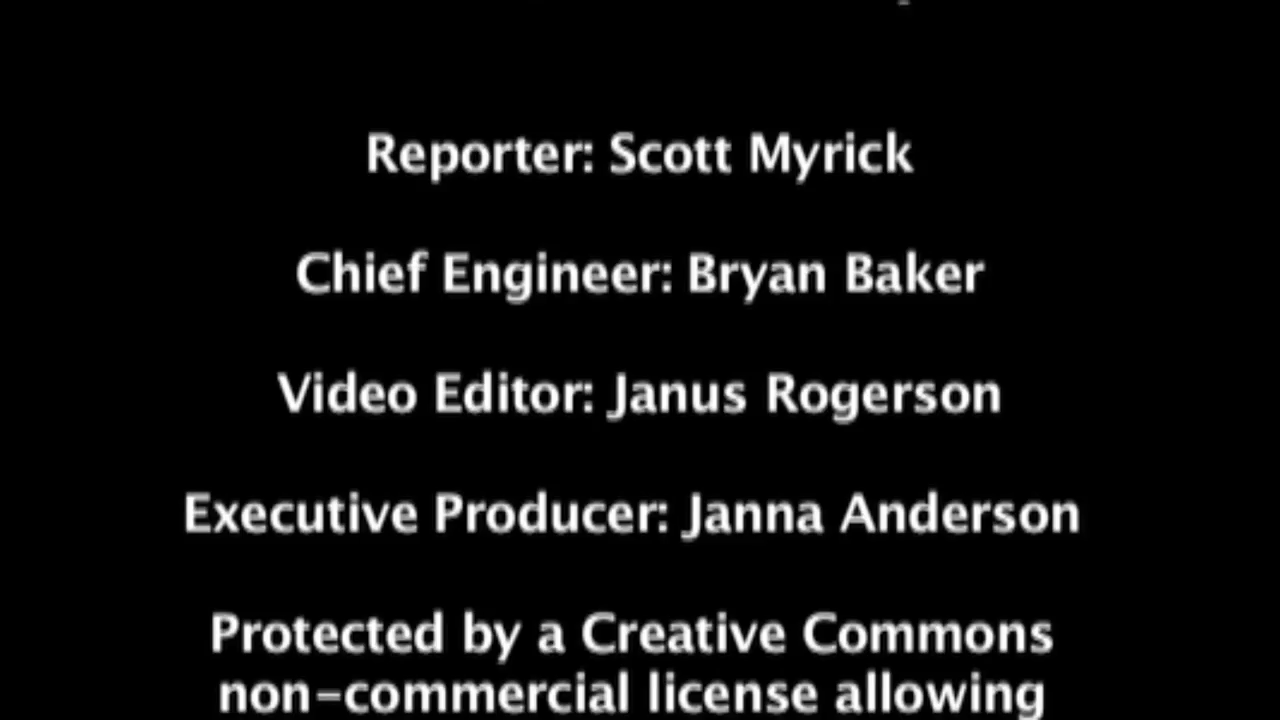 Reporter: Scott Myrick
Chief Engineer: Bryan Baker
Video Editor: Janus Rogerson
Executive Producer: Janna Anderson
Protected by a Creative Commons
non-commercial license allowing